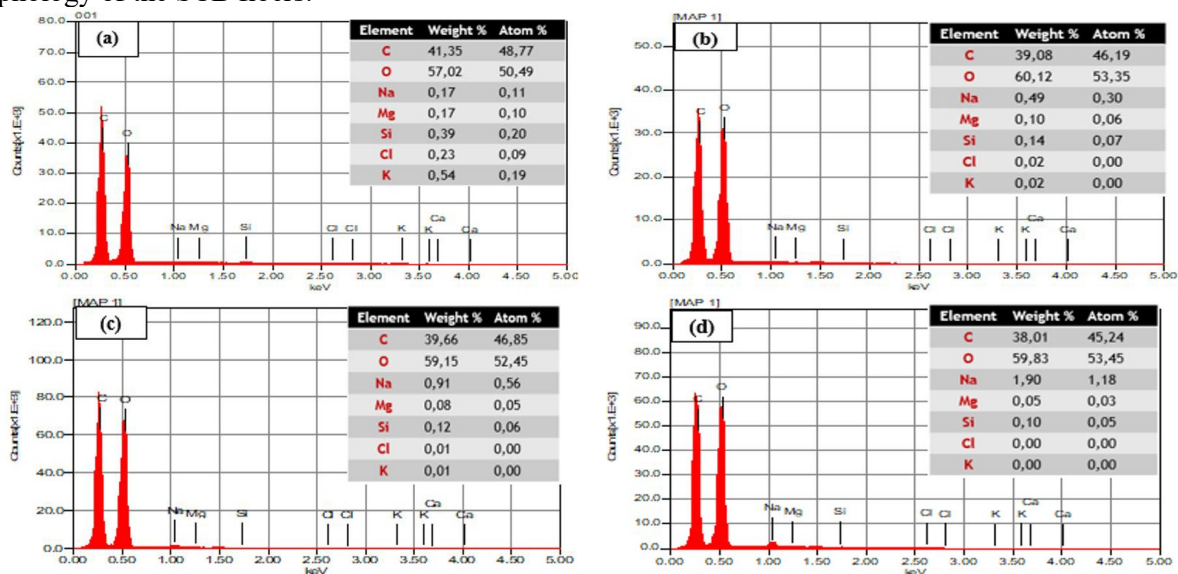 phology of the STB fibers.
001
(a)
Element Weight % Atom %
C 41,35 48,77
O 57,02 50,49
Na 0,17 0,11
Mg 0,17 0,10
Si 0,39 0,20
Cl 0,23 0,09
K 0,54 0,19
80.0
70.0
60.0
50.0
40.0
30.0
20.0
10.0
0.0
Counts[x1.E+3]
C O Na Mg Si Cl Cl K K Ca Ca
0.00 0.50 1.00 1.50 2.00 2.50 3.00 3.50 4.00 4.50 5.00
keV
[MAP 1]
(b)
Element Weight % Atom %
C 39,08 46,19
O 60,12 53,35
Na 0,49 0,30
Mg 0,10 0,06
Si 0,14 0,07
Cl 0,02 0,00
K 0,02 0,00
50.0
40.0
30.0
20.0
10.0
0.0
Counts[x1.E+3]
C O Na Mg Si Cl Cl K K Ca Ca
0.00 0.50 1.00 1.50 2.00 2.50 3.00 3.50 4.00 4.50 5.00
keV
[MAP 1]
(c)
Element Weight % Atom %
C 39,66 46,85
O 59,15 52,45
Na 0,91 0,56
Mg 0,08 0,05
Si 0,12 0,06
Cl 0,01 0,00
K 0,01 0,00
120.0
100.0
80.0
60.0
40.0
20.0
0.0
Counts[x1.E+3]
C O Na Mg Si Cl Cl K K Ca Ca
0.00 0.50 1.00 1.50 2.00 2.50 3.00 3.50 4.00 4.50 5.00
keV
[MAP 1]
(d)
Element Weight % Atom %
C 38,01 45,24
O 59,83 53,45
Na 1,90 1,18
Mg 0,05 0,03
Si 0,10 0,05
Cl 0,00 0,00
K 0,00 0,00
90.0
80.0
70.0
60.0
50.0
40.0
30.0
20.0
10.0
0.0
Counts[x1.E+3]
C O Na Mg Si Cl Cl K K Ca Ca
0.00 0.50 1.00 1.50 2.00 2.50 3.00 3.50 4.00 4.50 5.00
keV